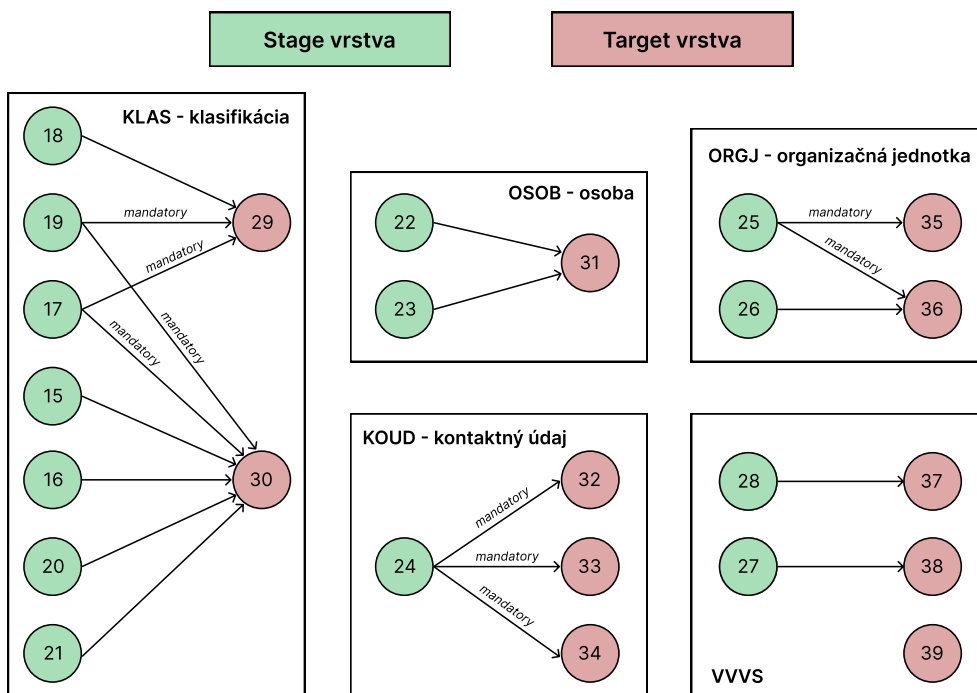 Stage vrstva
Target vrstva
KLAS - klasifikácia
18
19
17
15
16
20
21
29
30
mandatory
mandatory
mandatory
mandatory
OSOB - osoba
22
23
31
ORGJ - organizačná jednotka
25
26
35
36
mandatory
mandatory
KOUD - kontaktný údaj
24
32
33
34
mandatory
mandatory
mandatory
28
27
37
38
39
VVVS